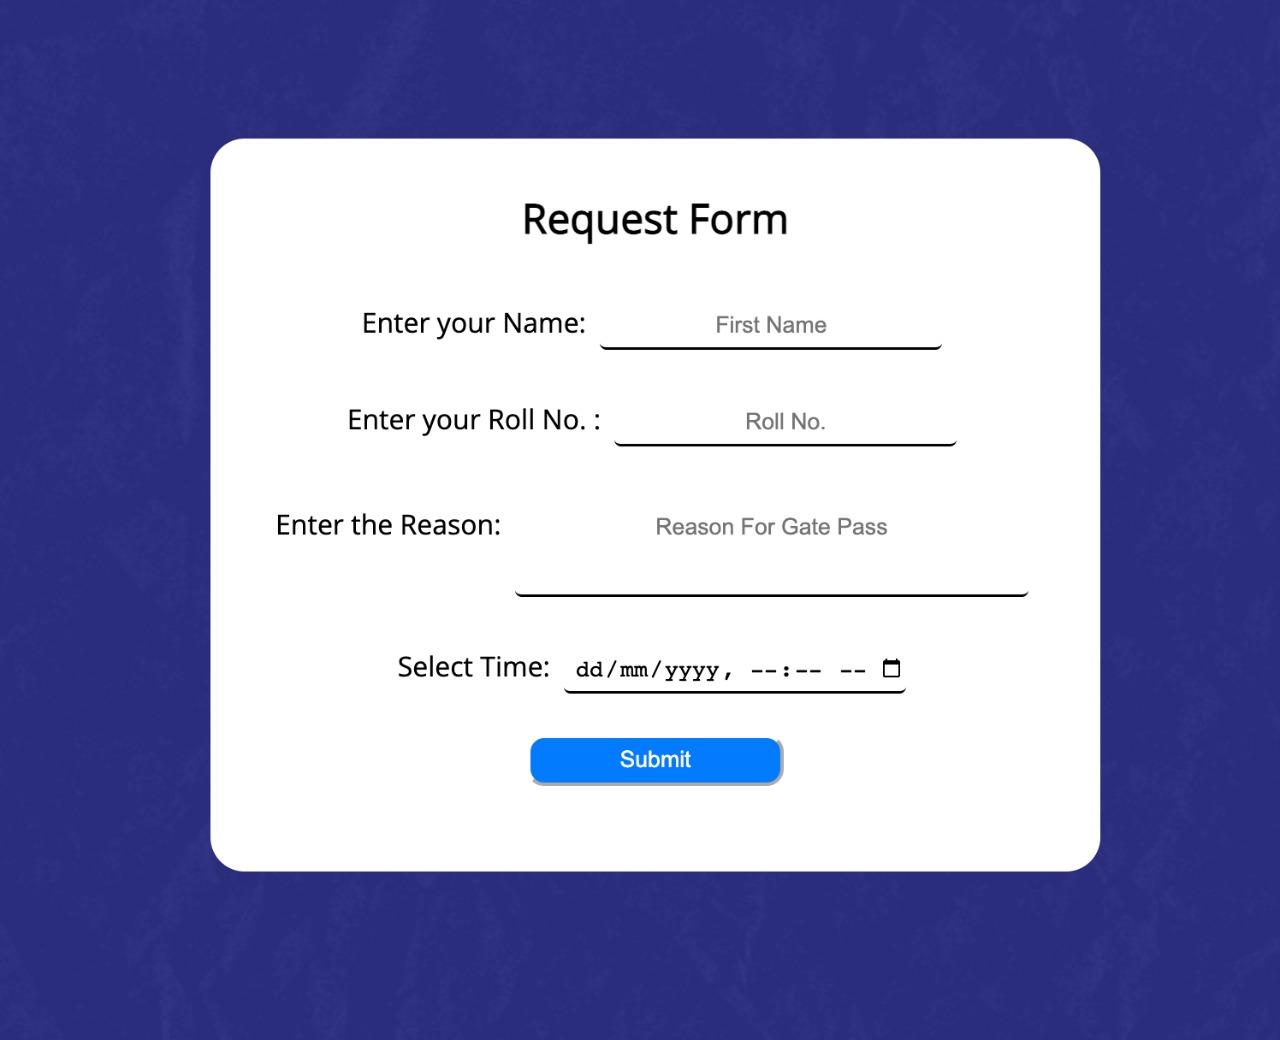 Request Form
Enter your Name: First Name
Enter your Roll No. : Roll No.
Enter the Reason: Reason For Gate Pass
Select Time: dd/mm/yyyy, --:-- --
Submit